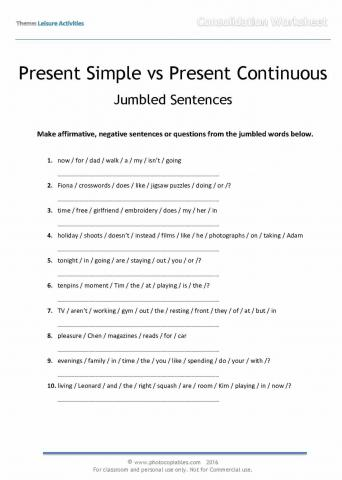 Theme: Leisure Activities
Consolidation Worksheet
Present Simple vs Present Continuous
Jumbled Sentences
Make affirmative, negative sentences or questions from the jumbled words below.
1. now / for / dad / walk / a / my / isn't / going
2. Fiona / crosswords / does / like / jigsaw puzzles / doing / or /?
3. time / free / girlfriend / embroidery / does / my / her / in
4. holiday / shoots / doesn't / instead / films / like / he / photographs / on / taking / Adam
5. tonight / in / going / are / staying / out / you / or /?
6. tenpins / moment / Tim / the / at / playing / is / the /?
7. TV / aren't / working / gym / out / the / resting / front / they / of / at / but / in
8. pleasure / Chen / magazines / reads / for / car
9. evenings / family / in / time / the / you / like / spending / do / your / with /?
10. living / Leonard / and / the / right / squash / are / room / Kim / playing / in / now /?
© www.photocopiables.com 2016
For classroom and personal use only. Not for Commercial use.